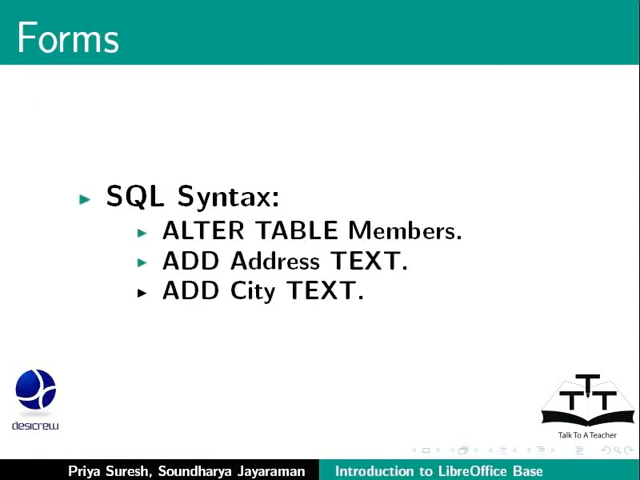 Forms
SQL Syntax:
ALTER TABLE Members.
ADD Address TEXT.
ADD City TEXT.
desicrew
T T T
Talk To A Teacher
Priya Suresh, Soundharya Jayaraman
Introduction to LibreOffice Base